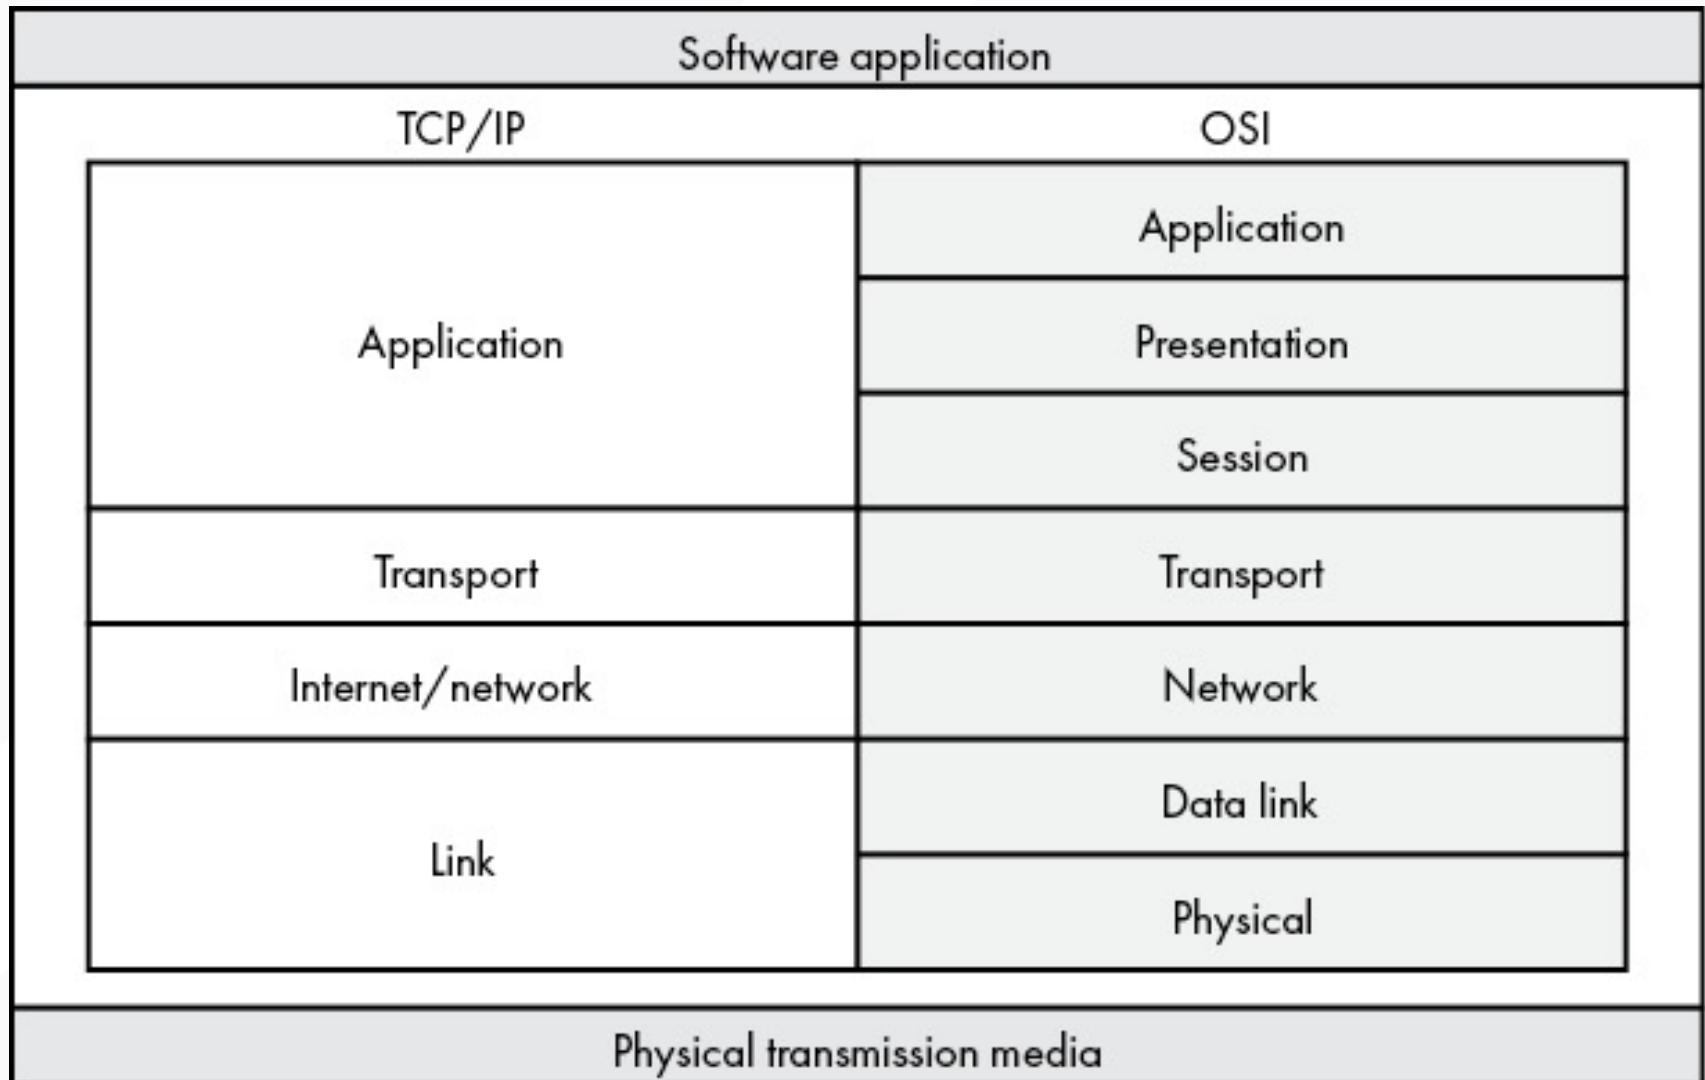 Software application
TCP/IP
OSI
Application
Application
Presentation
Session
Transport
Transport
Internet/network
Network
Link
Data link
Physical
Physical transmission media